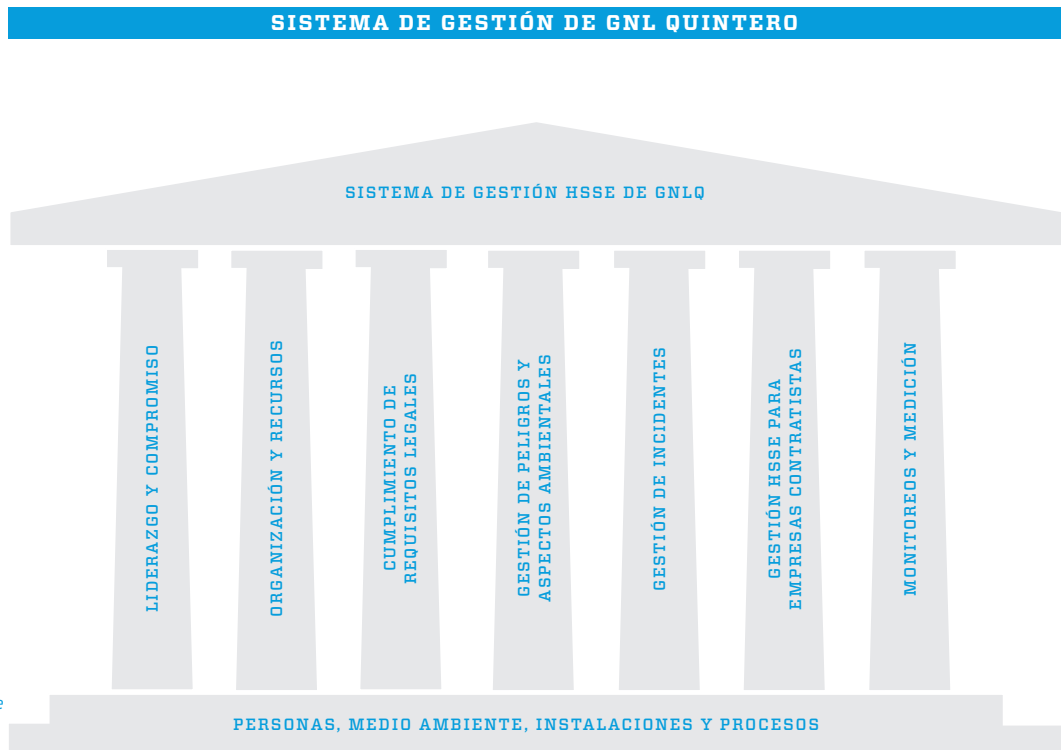 SISTEMA DE GESTIÓN DE GNL QUINTERO
SISTEMA DE GESTIÓN HSSE DE GNLQ
LIDERAZGO Y COMPROMISO
ORGANIZACIÓN Y RECURSOS
CUMPLIMIENTO DE
REQUISITOS LEGALES
GESTIÓN DE PELIGROS Y
ASPECTOS AMBIENTALES
GESTIÓN DE INCIDENTES
GESTIÓN HSSE PARA
EMPRESAS CONTRATISTAS
MONITOREOS Y MEDICIÓN
PERSONAS, MEDIO AMBIENTE, INSTALACIONES Y PROCESOS